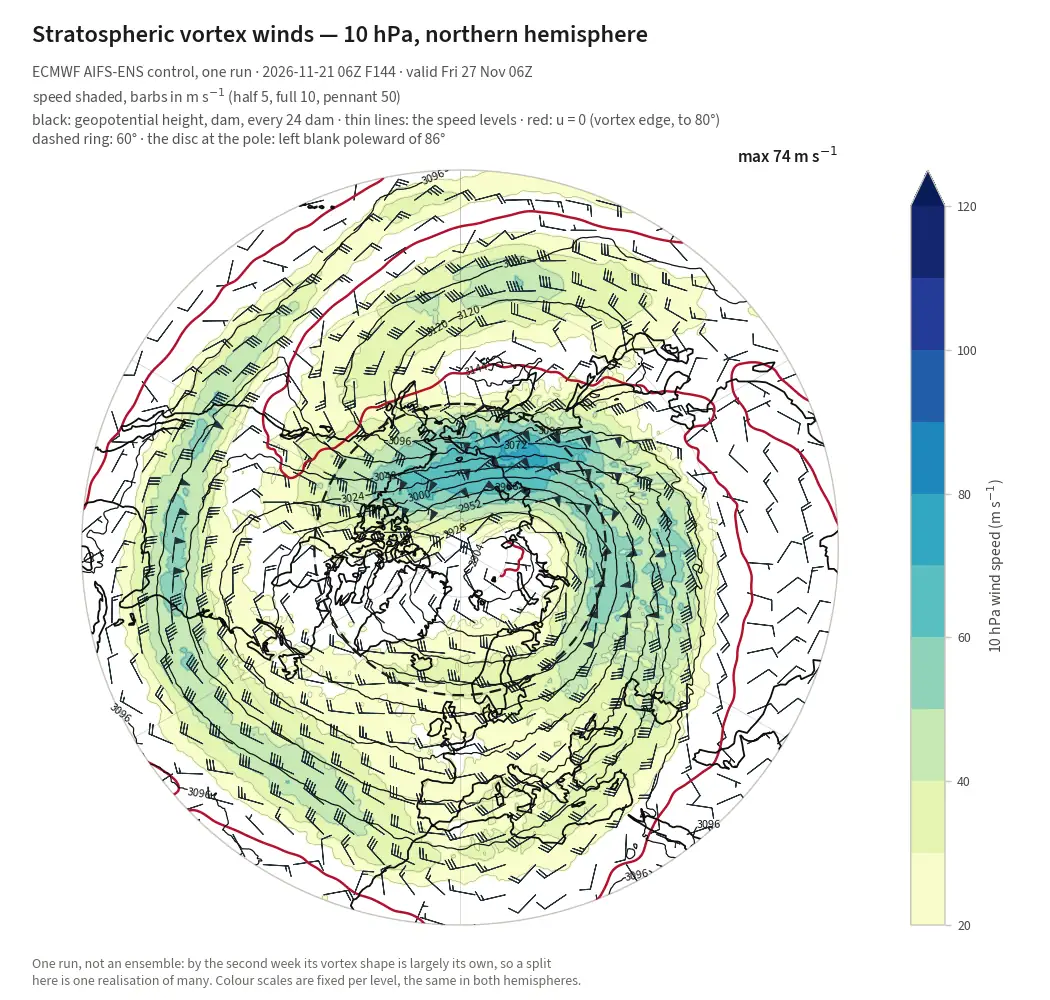 Stratospheric vortex winds — 10 hPa, northern hemisphere
ECMWF AIFS-ENS control, one run · 2026-11-21 06Z F144 · valid Fri 27 Nov 06Z
speed shaded, barbs in m s⁻¹ (half 5, full 10, pennant 50)
black: geopotential height, dam, every 24 dam · thin lines: the speed levels · red: u = 0 (vortex edge, to 80°)
dashed ring: 60° · the disc at the pole: left blank poleward of 86°
max 74 m s⁻¹
3096
120
3120
3120
100
3096
3072
3024
3000
80
2952
2928
60
10 hPa wind speed (m s⁻¹)
3096
3096
40
3096
3096
20
One run, not an ensemble: by the second week its vortex shape is largely its own, so a split
here is one realisation of many. Colour scales are fixed per level, the same in both hemispheres.